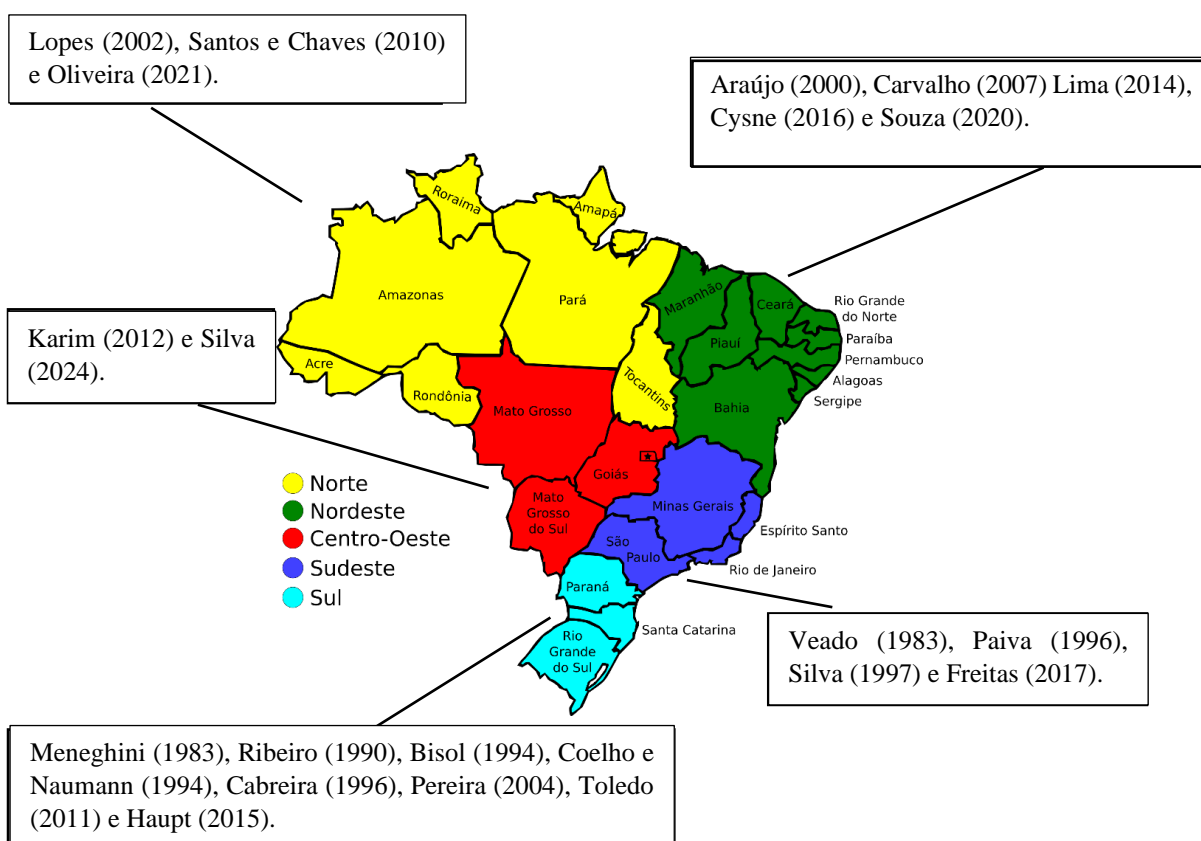 Lopes (2002), Santos e Chaves (2010)
e Oliveira (2021).
Araújo (2000), Carvalho (2007) Lima (2014),
Cysne (2016) e Souza (2020).
Roraima
Amapá
Amazonas
Pará
Maranhão
Ceará
Rio Grande
do Norte
Paraíba
Piauí
Pernambuco
Alagoas
Sergipe
Karim (2012) e Silva
(2024).
Acre
Rondônia
Tocantins
Mato Grosso
Bahia
Goiás
Mato
Grosso
do Sul
Minas Gerais
Espírito Santo
São
Paulo
Rio de Janeiro
Norte
Nordeste
Centro-Oeste
Sudeste
Sul
Paraná
Santa Catarina
Rio
Grande
do Sul
Veado (1983), Paiva (1996),
Silva (1997) e Freitas (2017).
Meneghini (1983), Ribeiro (1990), Bisol (1994), Coelho e
Naumann (1994), Cabreira (1996), Pereira (2004), Toledo
(2011) e Haupt (2015).